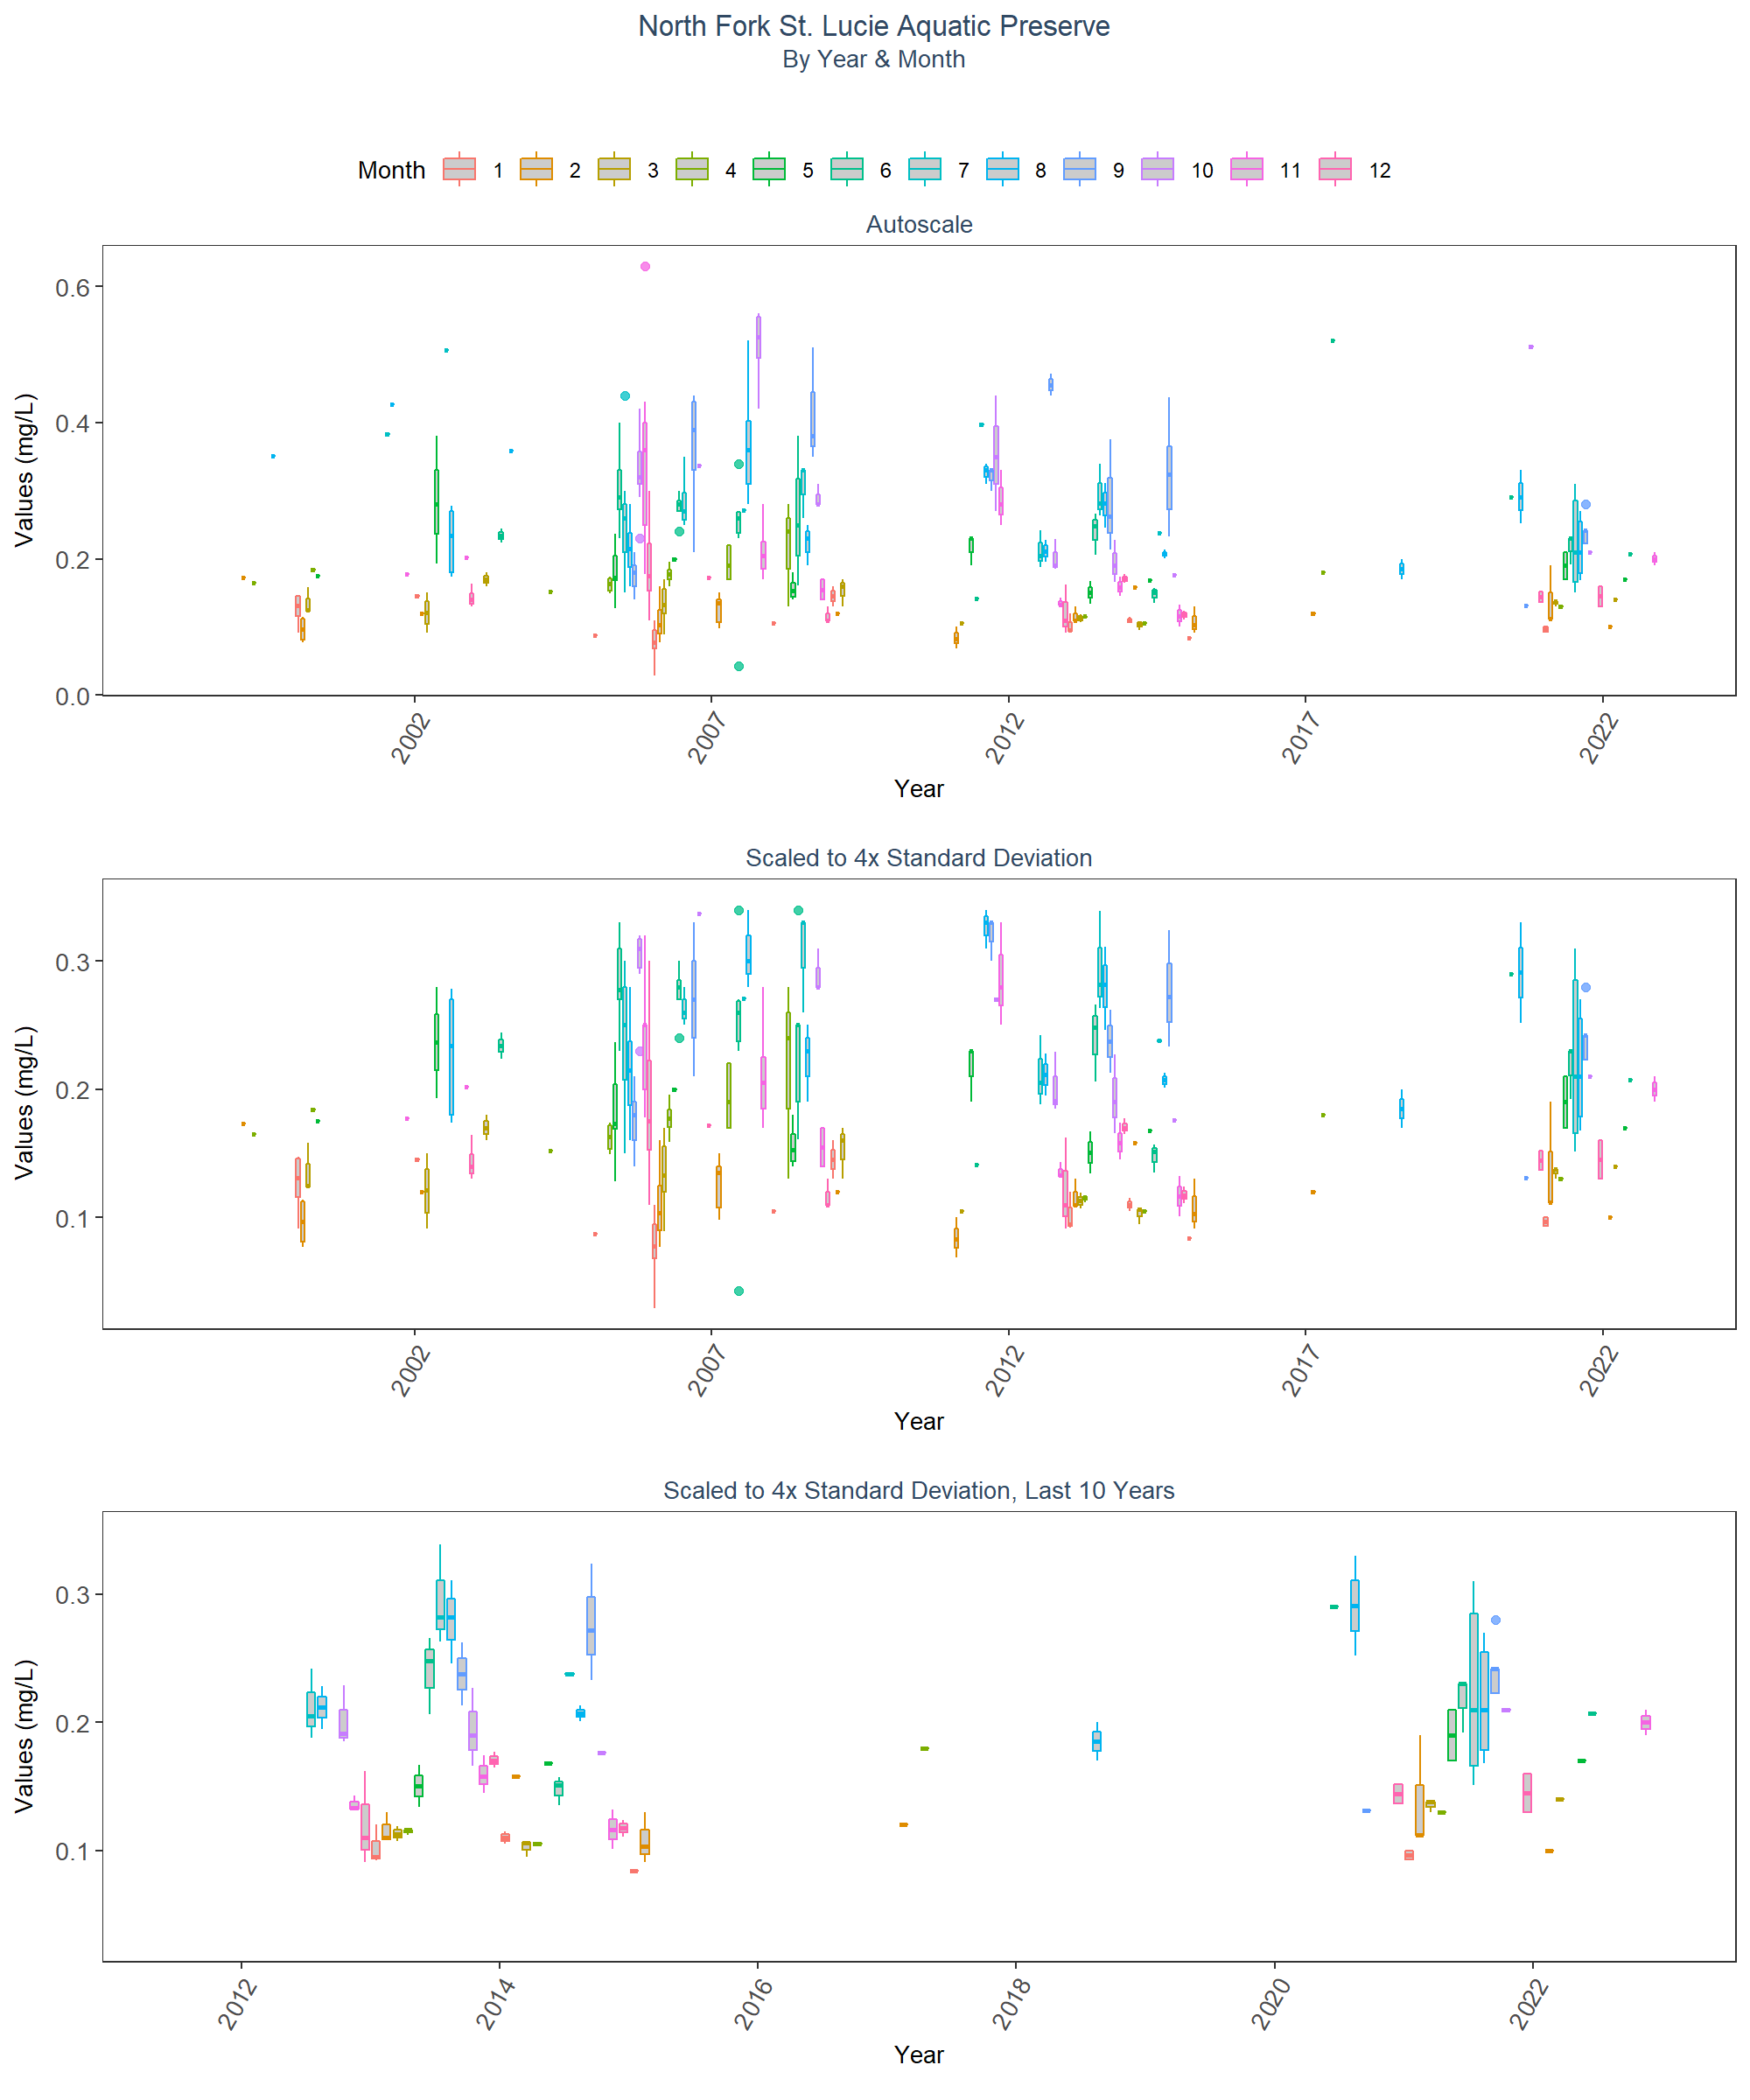 North Fork St. Lucie Aquatic Preserve
By Year & Month
Month 1 2 3 4 5 6 7 8 9 10 11 12
Autoscale
Values (mg/L)
0.6
0.4
0.2
0.0
2002 2007 2012 2017 2022
Year
Scaled to 4x Standard Deviation
Values (mg/L)
0.3
0.2
0.1
2002 2007 2012 2017 2022
Year
Scaled to 4x Standard Deviation, Last 10 Years
Values (mg/L)
0.3
0.2
0.1
2012 2014 2016 2018 2020 2022
Year